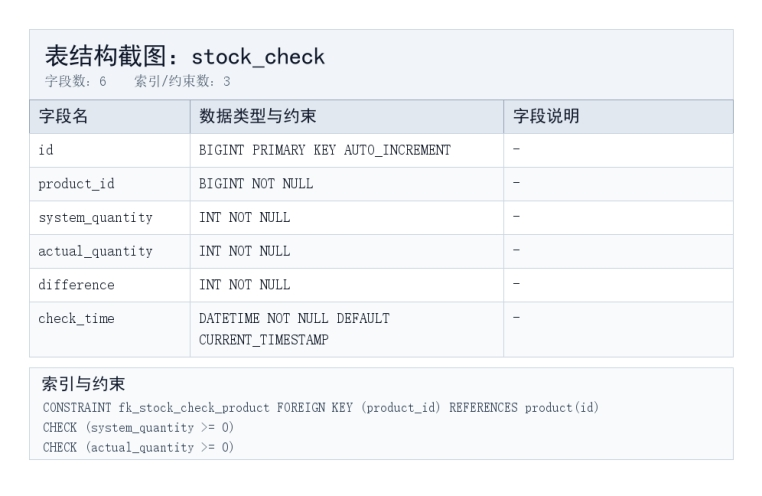 表结构截图：stock_check
字段数：6 索引/约束数：3
字段名 数据类型与约束 字段说明
id BIGINT PRIMARY KEY AUTO_INCREMENT -
product_id BIGINT NOT NULL -
system_quantity INT NOT NULL -
actual_quantity INT NOT NULL -
difference INT NOT NULL -
check_time DATETIME NOT NULL DEFAULT -
CURRENT_TIMESTAMP
索引与约束
CONSTRAINT fk_stock_check_product FOREIGN KEY (product_id) REFERENCES product(id)
CHECK (system_quantity >= 0)
CHECK (actual_quantity >= 0)